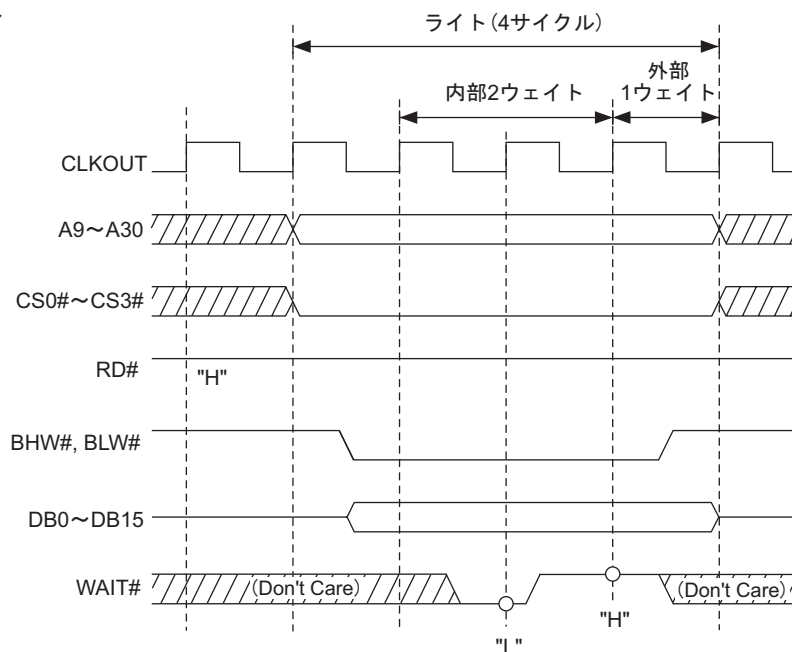 ライト(4サイクル)
内部2ウェイト
外部
1ウェイト
CLKOUT
A9～A30
CS0#～CS3#
RD#
"H"
BHW#, BLW#
DB0～DB15
WAIT#
(Don't Care)
(Don't Care)
"L"
"H"